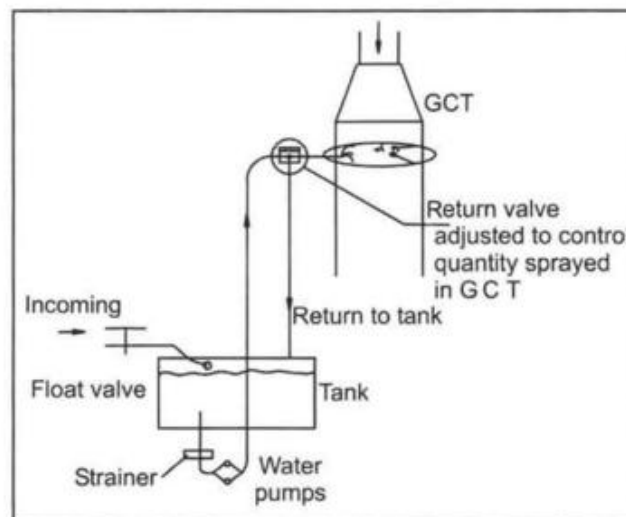 GCT
Return valve
adjusted to contro
quantity sprayed
in G C T
Incoming
Return to tank
Float valve
Tank
Strainer
Water
pumps